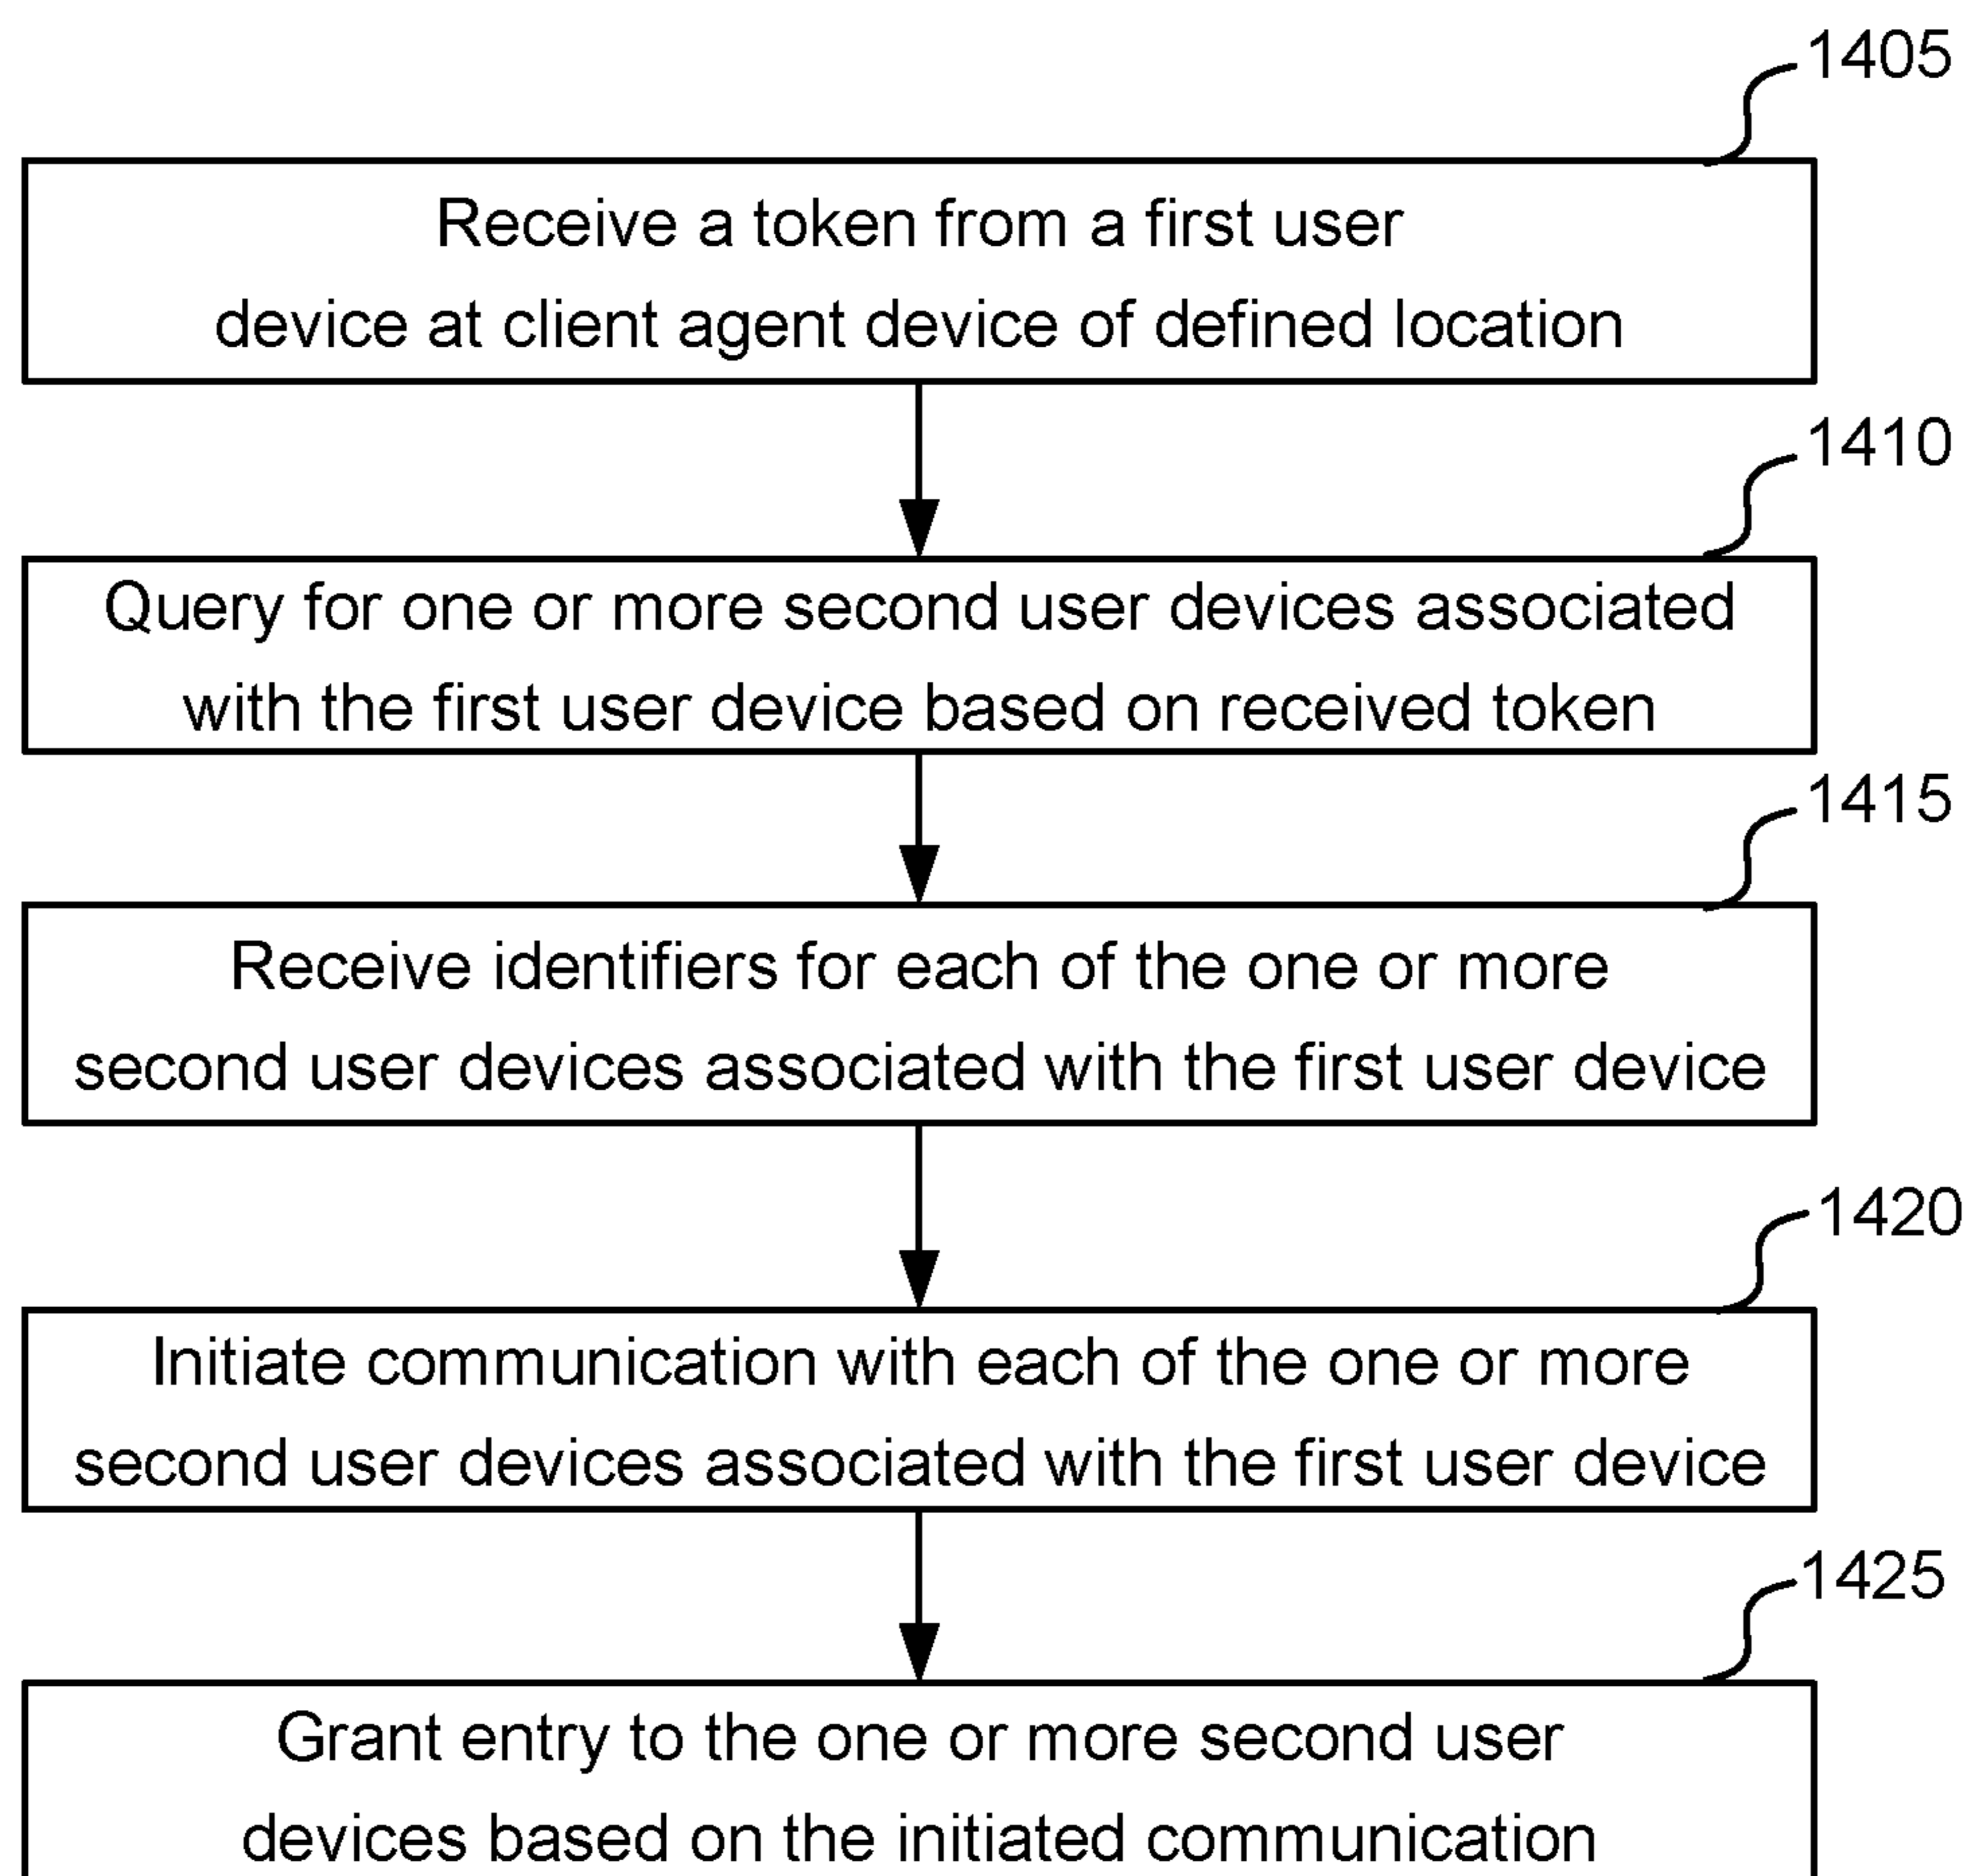 1405
Receive a token from a first user
device at client agent device of defined location
1410
Query for one or more second user devices associated
with the first user device based on received token
1415
Receive identifiers for each of the one or more
second user devices associated with the first user device
1420
Initiate communication with each of the one or more
second user devices associated with the first user device
1425
Grant entry to the one or more second user
devices based on the initiated communication